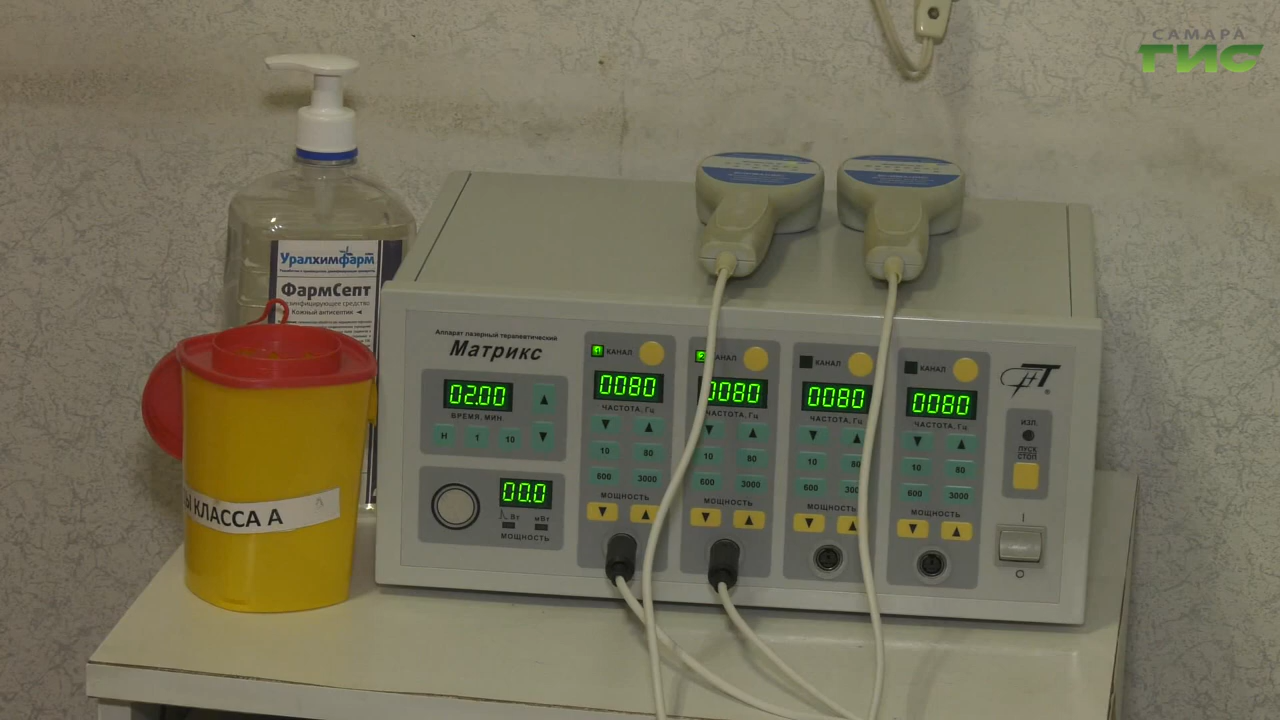 САМАРА
ГИС
Уралхимфарм
ФармСепт
Кожный антисептик
Ы КЛАССА А
Аппарат лазерный терапевтический
Матрикс
02.00
ВРЕМЯ, МИН.
Н 1 10
00.0
Вт мВт
МОЩНОСТЬ
1 КАНАЛ
0080
ЧАСТОТА, Гц
10 80
600 3000
МОЩНОСТЬ
2 КАНАЛ
0080
ЧАСТОТА, Гц
10 80
600 3000
МОЩНОСТЬ
КАНАЛ
0080
ЧАСТОТА, Гц
10 80
600 300
МОЩНОСТЬ
КАНАЛ
0080
ЧАСТОТА, Гц
10 80
600 3000
МОЩНОСТЬ
ИЗЛ.
ПУСК
СТОП
I
O